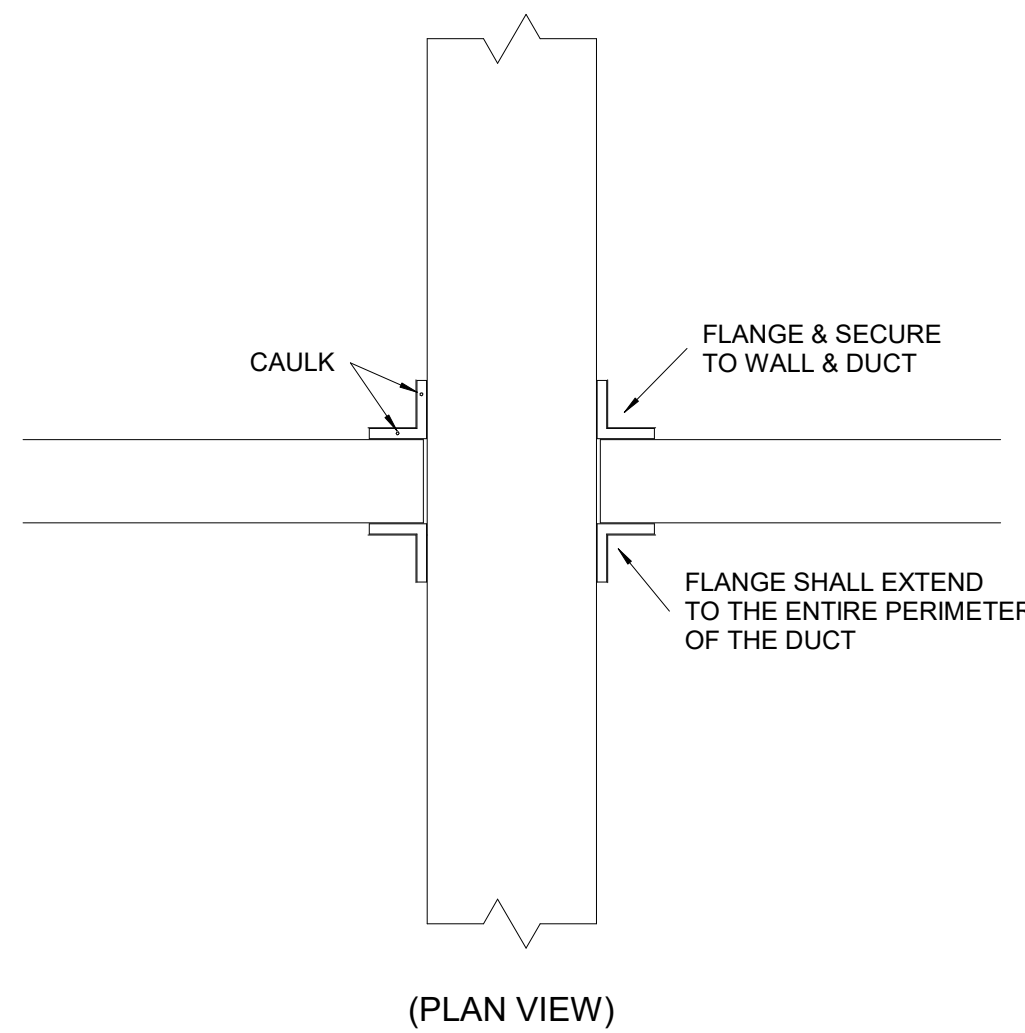 CAULK
FLANGE & SECURE
TO WALL & DUCT
FLANGE SHALL EXTEND
TO THE ENTIRE PERIMETER
OF THE DUCT
(PLAN VIEW)